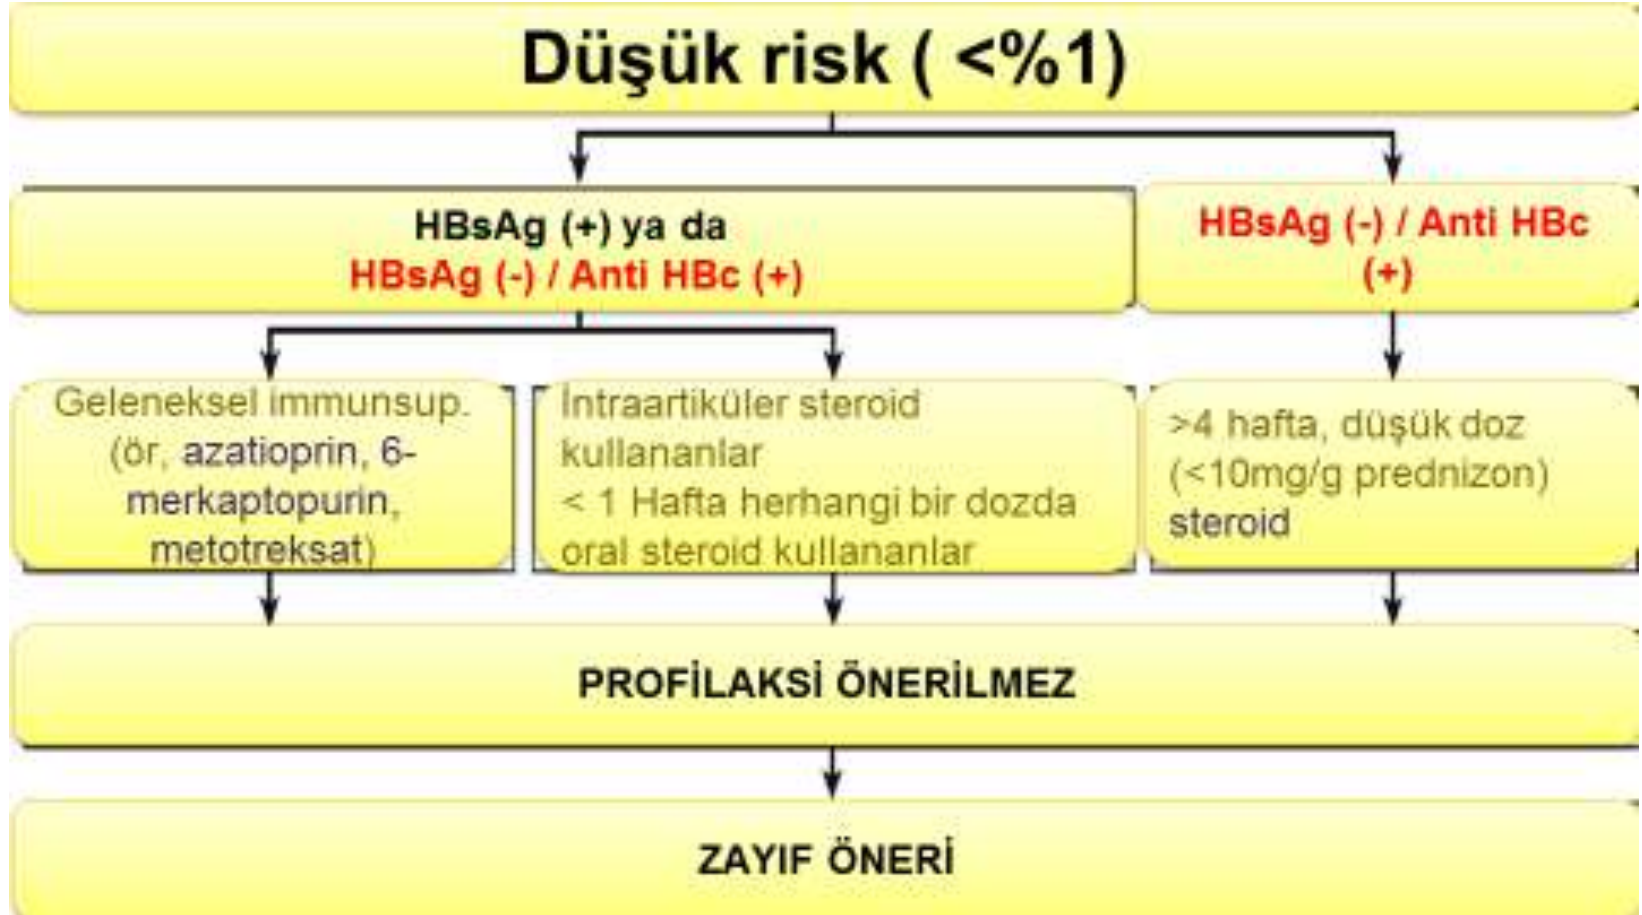 Düşük risk ( <%1)
HBsAg (+) ya da
HBsAg (-) / Anti HBc (+)
HBsAg (-) / Anti HBc
(+)
Geleneksel immunsup.
(ör, azatioprin, 6-
merkaptopurin,
metotreksat)
İntraartiküler steroid
kullananlar
< 1 Hafta herhangi bir dozda
oral steroid kullananlar
>4 hafta, düşük doz
(<10mg/g prednizon)
steroid
PROFİLAKSİ ÖNERİLMEZ
ZAYIF ÖNERİ